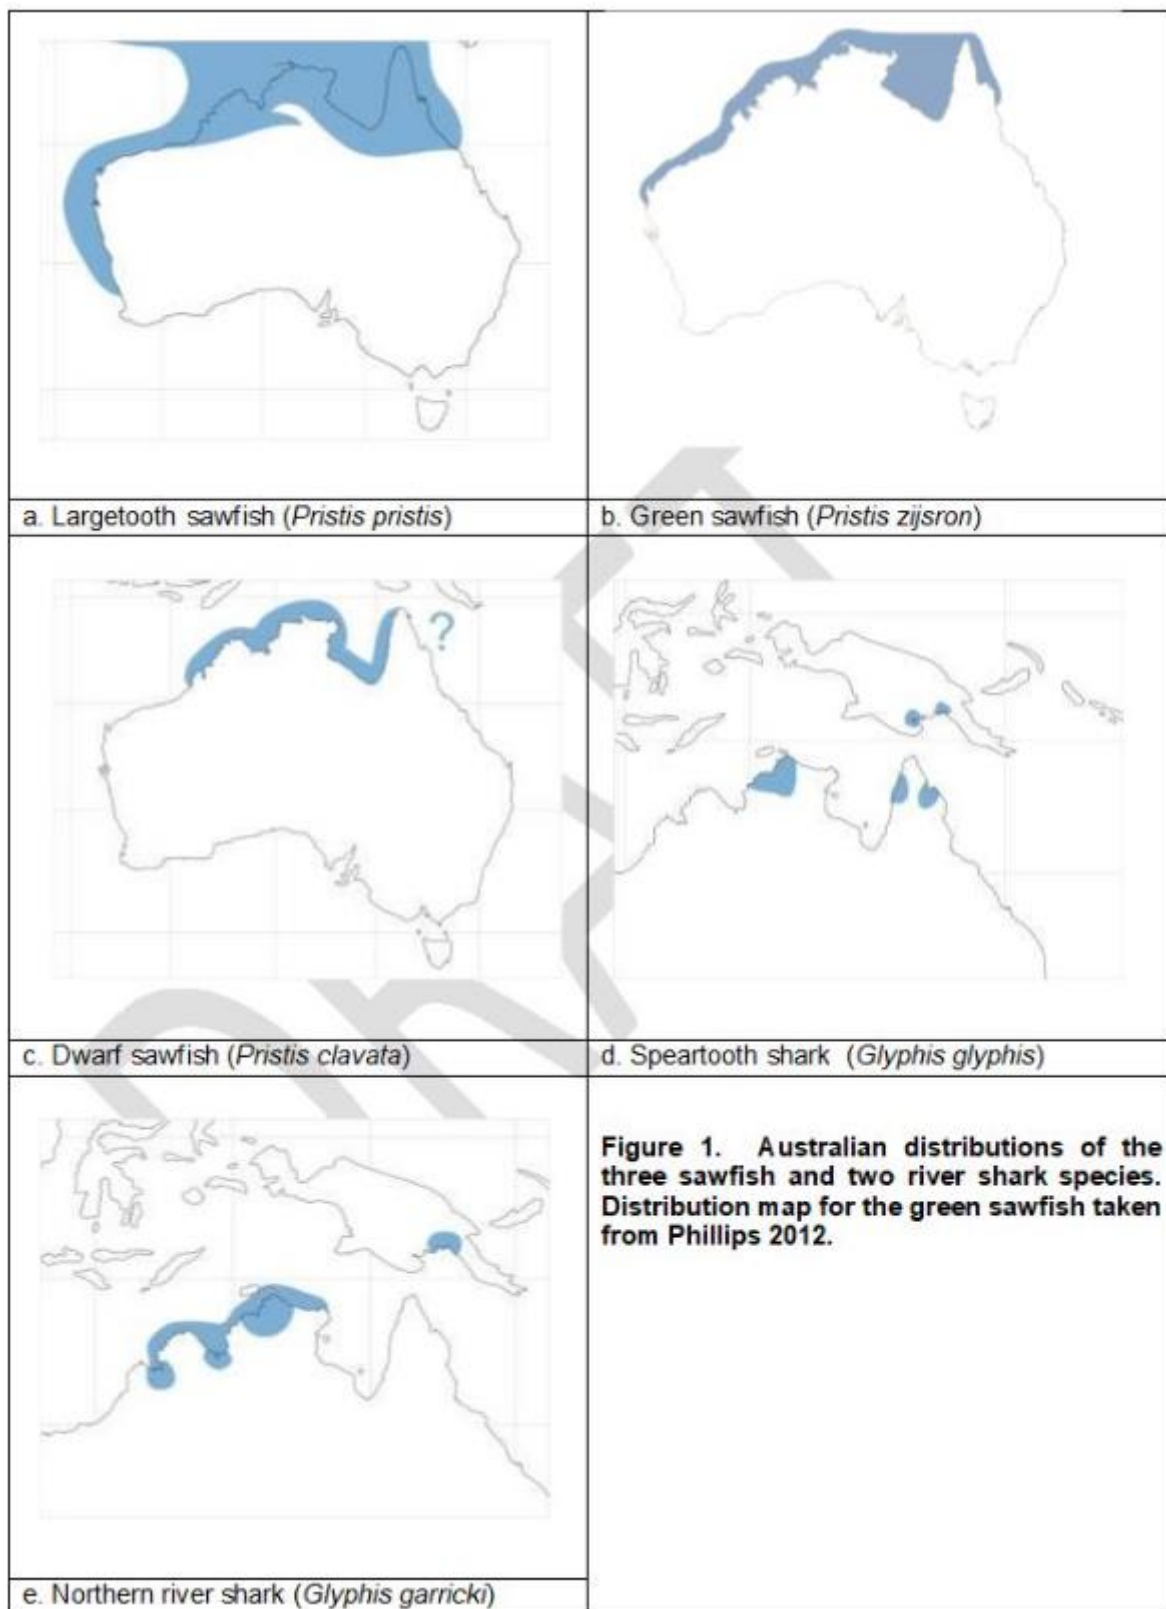 a. Largetooth sawfish (Pristis pristis)
b. Green sawfish (Pristis zijsron)
?
c. Dwarf sawfish (Pristis clavata)
d. Speartooth shark (Glyphis glyphis)
Figure 1. Australian distributions of the
three sawfish and two river shark species.
Distribution map for the green sawfish taken
from Phillips 2012.
e. Northern river shark (Glyphis garricki)
DRAFT